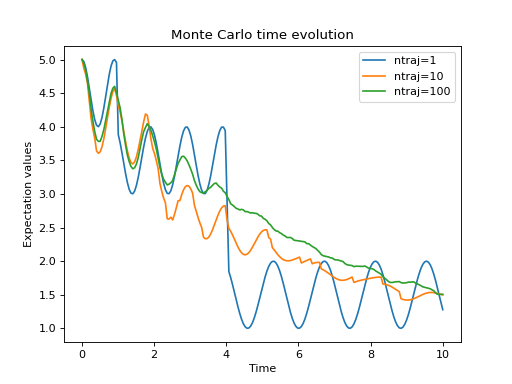 Monte Carlo time evolution
ntraj=1
ntraj=10
ntraj=100
Expectation values
5.0
4.5
4.0
3.5
3.0
2.5
2.0
1.5
1.0
0 2 4 6 8 10
Time